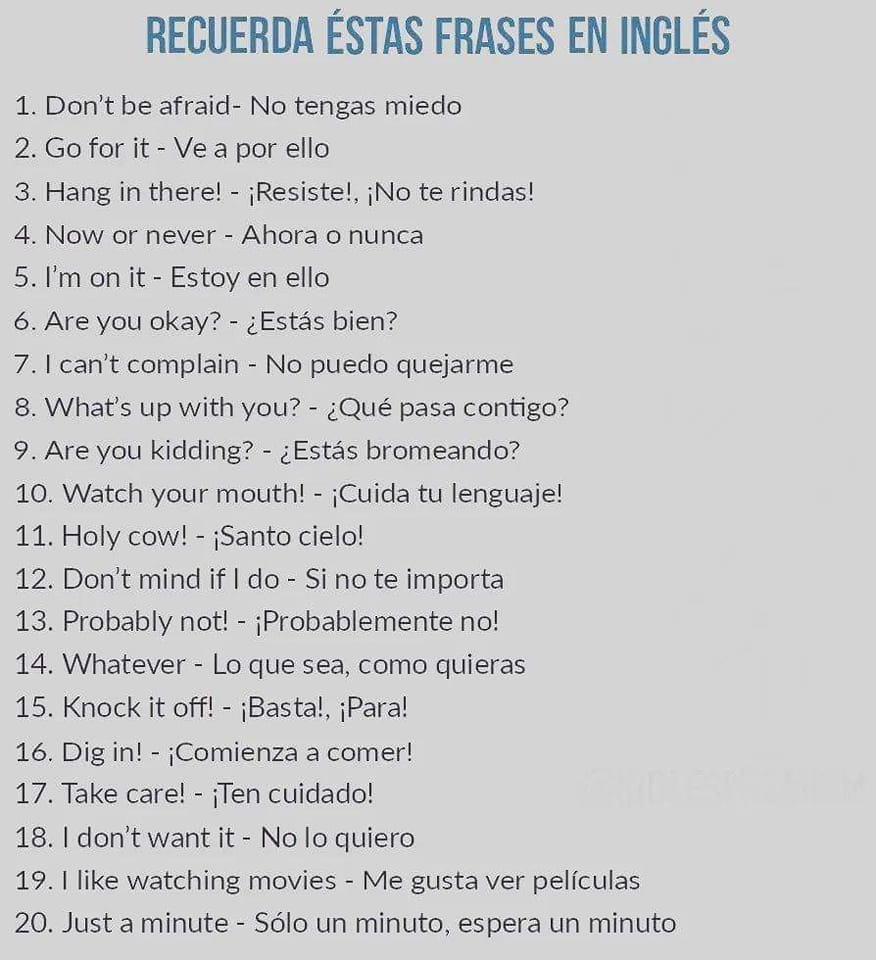 RECUERDA ÉSTAS FRASES EN INGLÉS
1. Don't be afraid- No tengas miedo
2. Go for it - Ve a por ello
3. Hang in there! - ¡Resiste!, ¡No te rindas!
4. Now or never - Ahora o nunca
5. I'm on it - Estoy en ello
6. Are you okay? - ¿Estás bien?
7. I can't complain - No puedo quejarme
8. What's up with you? - ¿Qué pasa contigo?
9. Are you kidding? - ¿Estás bromeando?
10. Watch your mouth! - ¡Cuida tu lenguaje!
11. Holy cow! - ¡Santo cielo!
12. Don't mind if I do - Si no te importa
13. Probably not! - ¡Probablemente no!
14. Whatever - Lo que sea, como quieras
15. Knock it off! - ¡Basta!, ¡Para!
16. Dig in! - ¡Comienza a comer!
17. Take care! - ¡Ten cuidado!
18. I don't want it - No lo quiero
19. I like watching movies - Me gusta ver películas
20. Just a minute - Sólo un minuto, espera un minuto